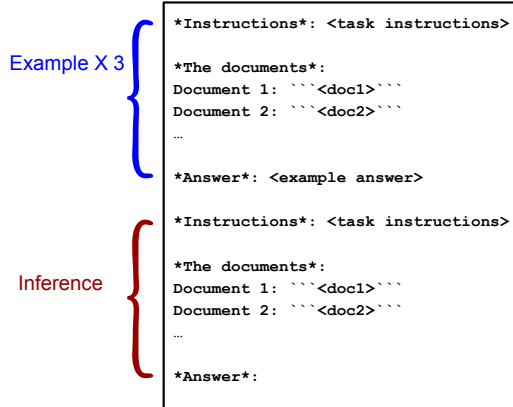 Example X 3
*Instructions*: <task instructions>
*The documents*:
Document 1: ```<doc1>```
Document 2: ```<doc2>```
…
*Answer*: <example answer>
Inference
*Instructions*: <task instructions>
*The documents*:
Document 1: ```<doc1>```
Document 2: ```<doc2>```
…
*Answer*: